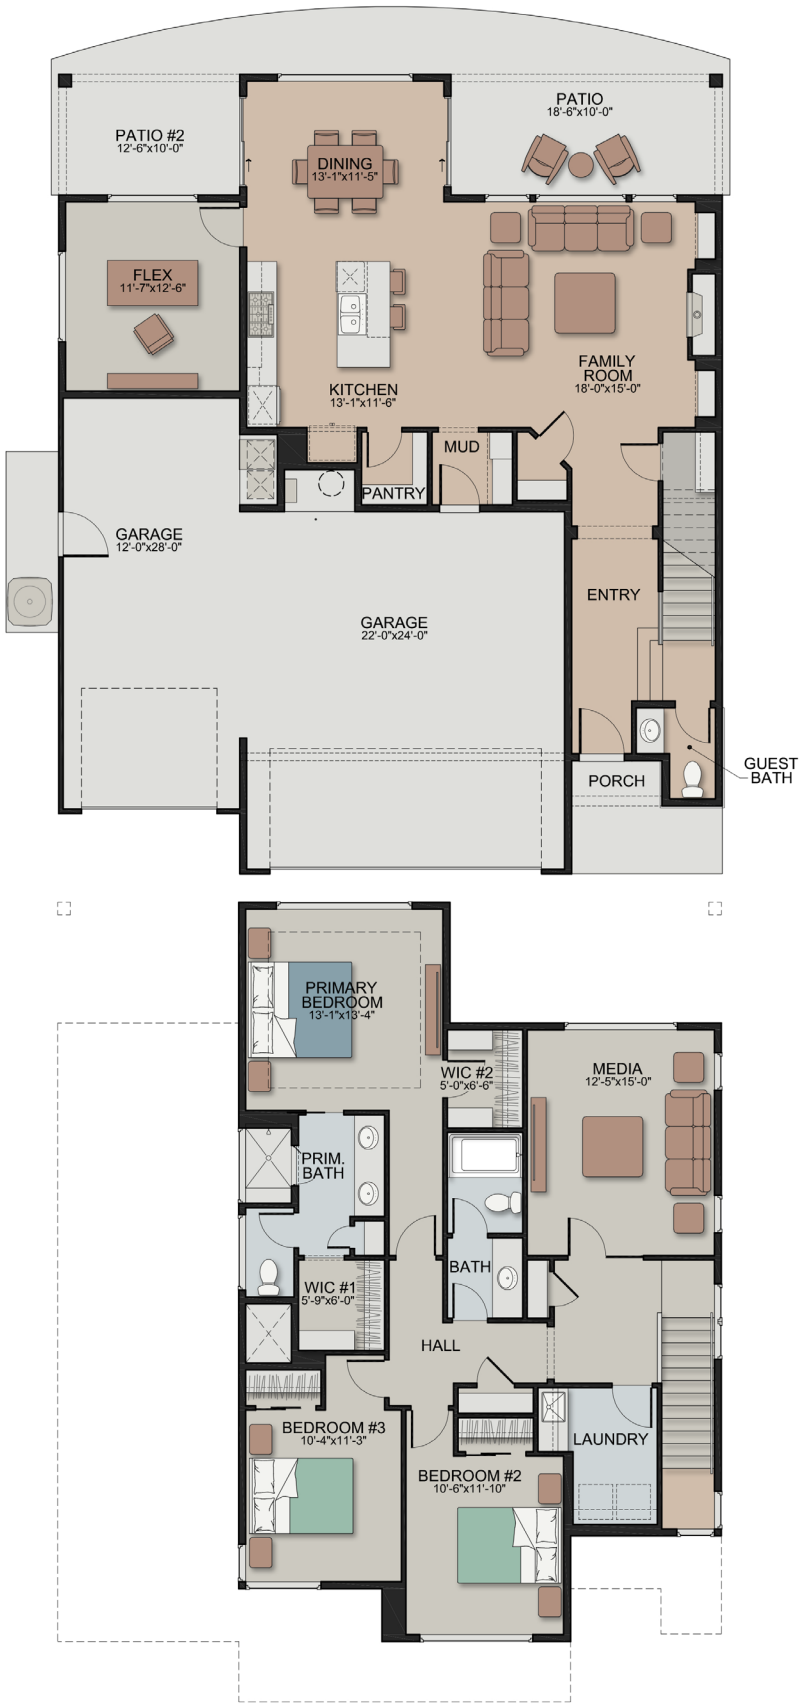 PATIO
18'-6"x10'-0"
PATIO #2
12'-6"x10'-0"
DINING
13'-1"x11'-5"
FLEX
11'-7"x12'-6"
FAMILY
ROOM
18'-0"x15'-0"
KITCHEN
13'-1"x11'-6"
MUD
PANTRY
GARAGE
12'-0"x28'-0"
ENTRY
GARAGE
22'-0"x24'-0"
GUEST
BATH
PORCH
PRIMARY
BEDROOM
13'-1"x13'-4"
WIC #2
5'-0"x6'-6"
MEDIA
12'-5"x15'-0"
PRIM.
BATH
BATH
WIC #1
5'-9"x6'-0"
HALL
BEDROOM #3
10'-4"x11'-3"
LAUNDRY
BEDROOM #2
10'-6"x11'-10"